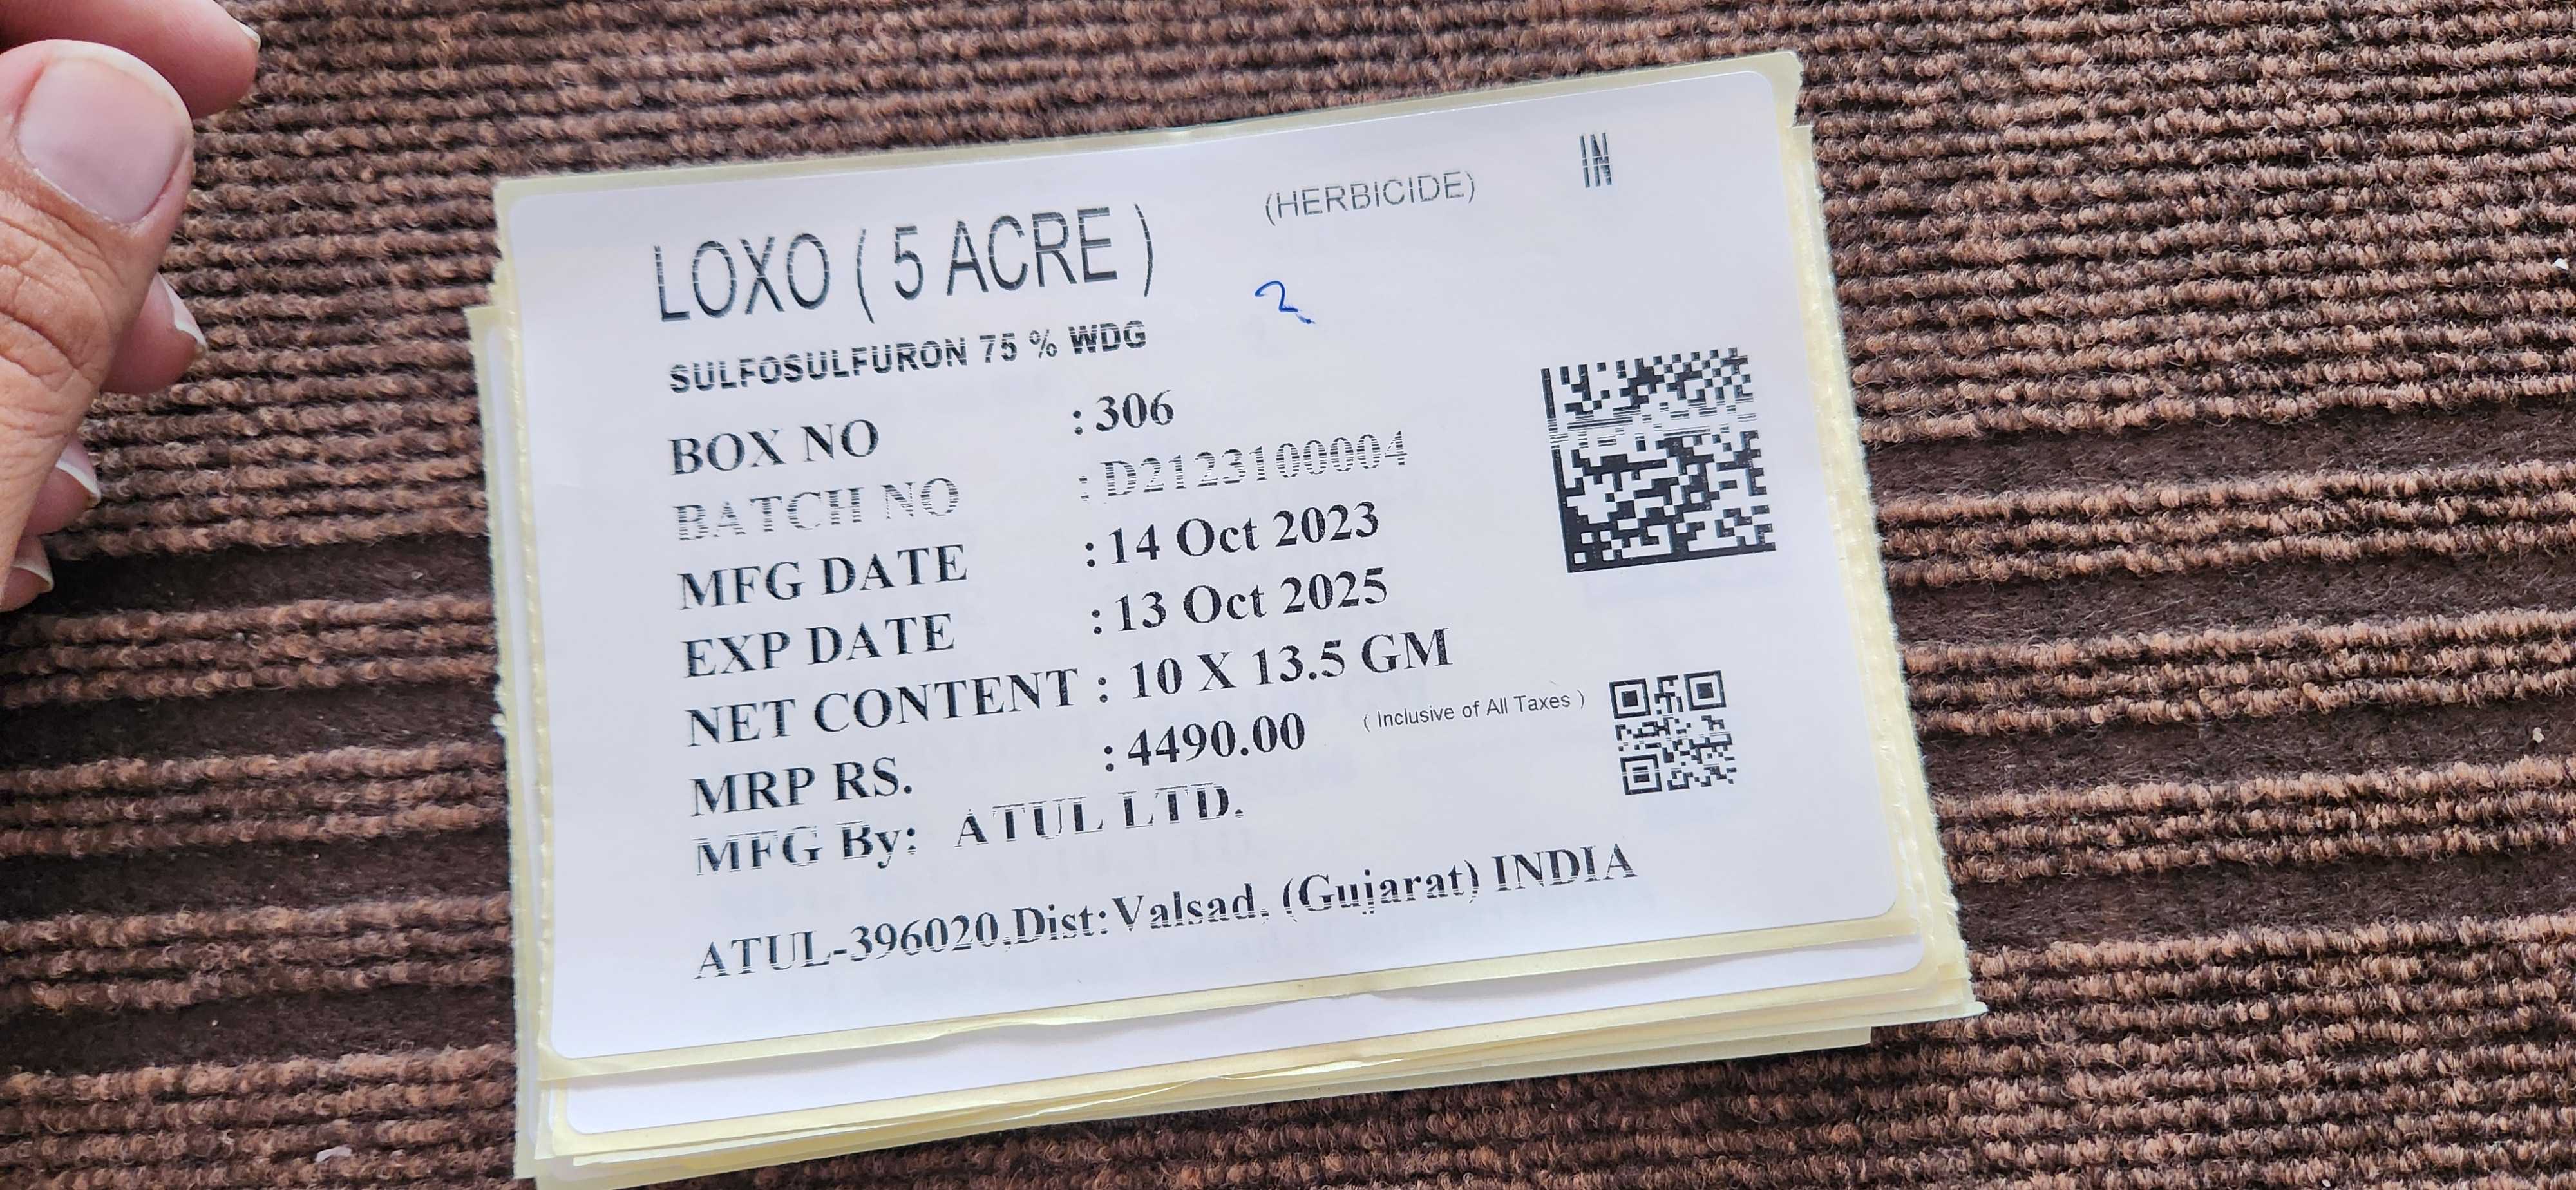 LOXO ( 5 ACRE ) (HERBICIDE) IN
2
SULFOSULFURON 75 % WDG
BOX NO : 306
BATCH NO : D2123100004
MFG DATE : 14 Oct 2023
EXP DATE : 13 Oct 2025
NET CONTENT : 10 X 13.5 GM
MRP RS. : 4490.00 ( Inclusive of All Taxes )
MFG By: ATUL LTD.
ATUL-396020,Dist:Valsad, (Gujarat) INDIA